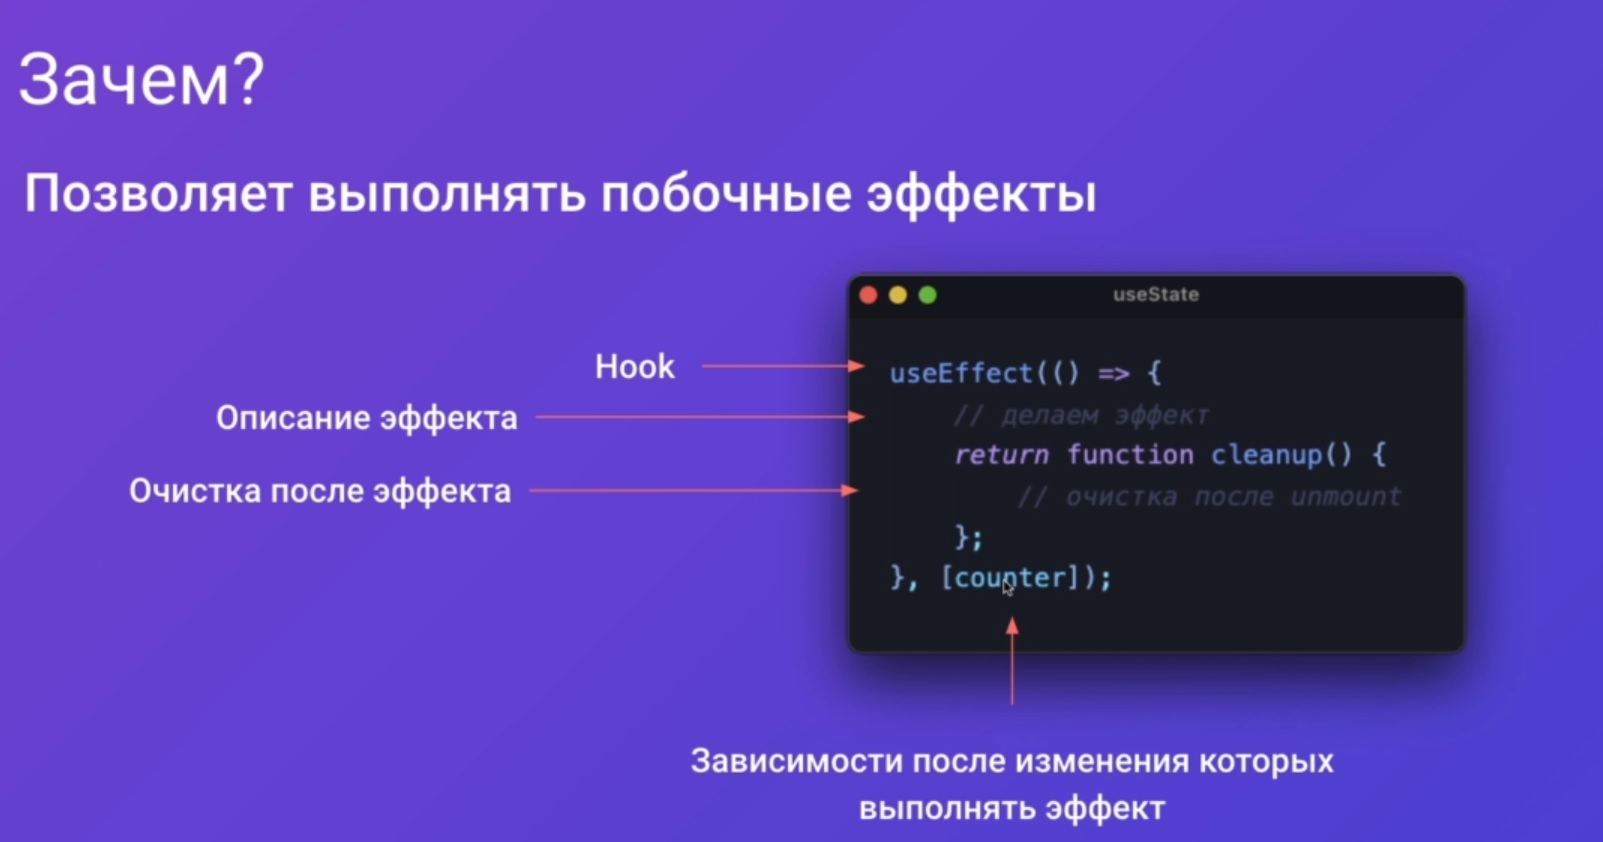 Зачем?
Позволяет выполнять побочные эффекты
useState
Hook
useEffect(() => {
Описание эффекта
// делаем эффект
return function cleanup() {
Очистка после эффекта
// очистка после unmount
};
}, [counter]);
Зависимости после изменения которых
выполнять эффект